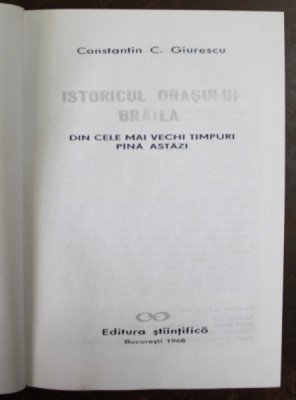 Constantin C. Giurescu
ISTORICUL ORAŞULUI
BRĂILA
DIN CELE MAI VECHI TIMPURI
PÎNĂ ASTĂZI
Editura ştiinţifică
Bucureşti 1968